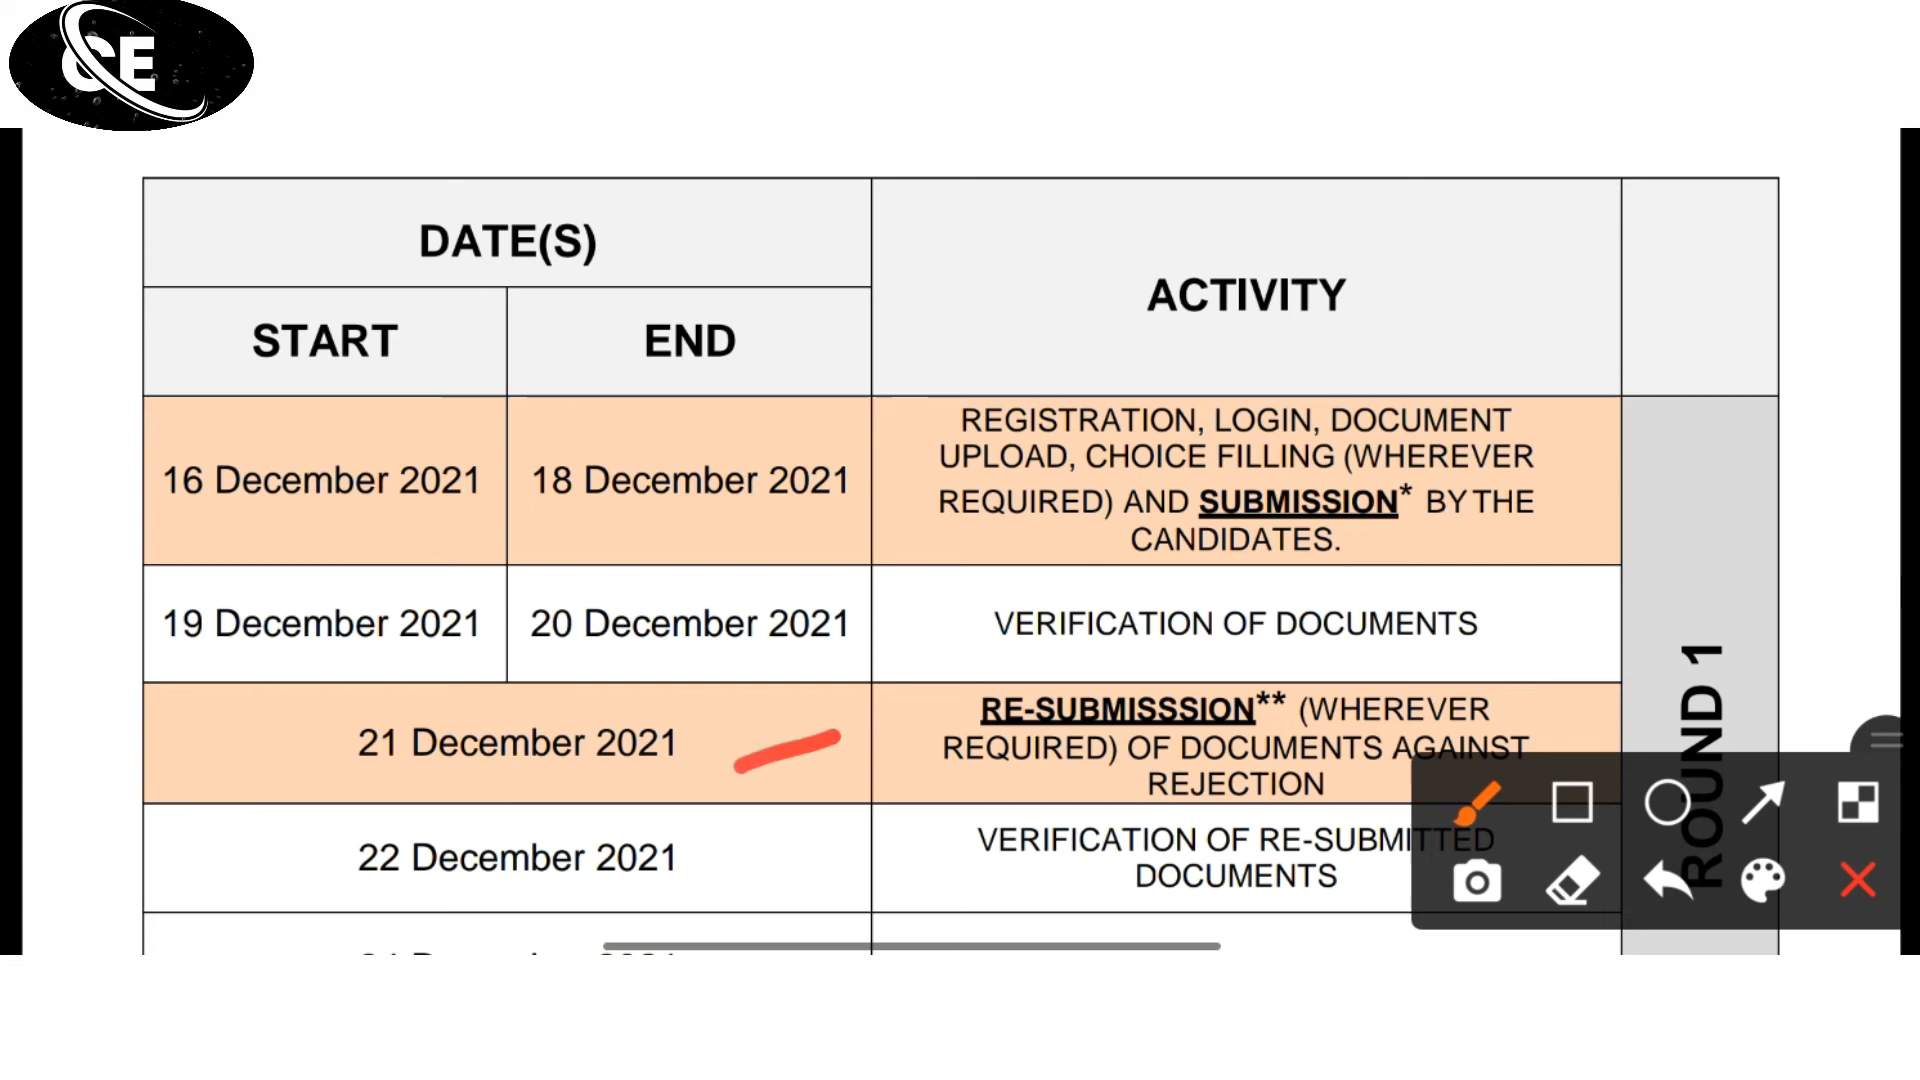 CE
DATE(S)
ACTIVITY
START
END
16 December 2021
18 December 2021
REGISTRATION, LOGIN, DOCUMENT
UPLOAD, CHOICE FILLING (WHEREVER
REQUIRED) AND SUBMISSION* BY THE
CANDIDATES.
19 December 2021
20 December 2021
VERIFICATION OF DOCUMENTS
21 December 2021
RE-SUBMISSSION** (WHEREVER
REQUIRED) OF DOCUMENTS AGAINST
REJECTION
22 December 2021
VERIFICATION OF RE-SUBMITTED
DOCUMENTS
ROUND 1